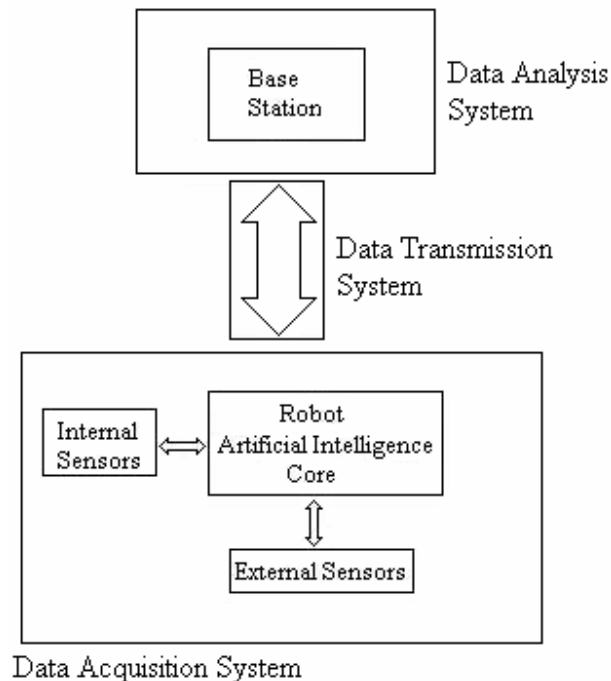 Base
Station
Data Analysis
System
Data Transmission
System
Internal
Sensors
Robot
Artificial Intelligence
Core
External Sensors
Data Acquisition System